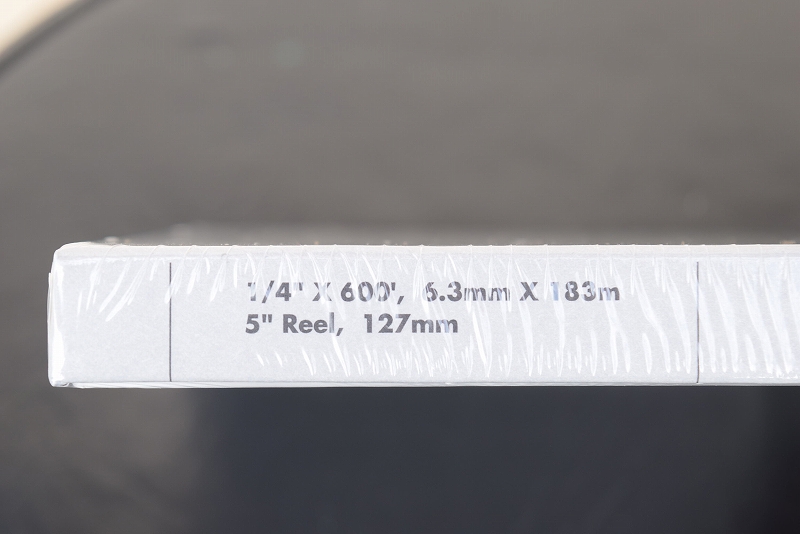 1/4" X 600', 6.3mm X 183m
5" Reel, 127mm